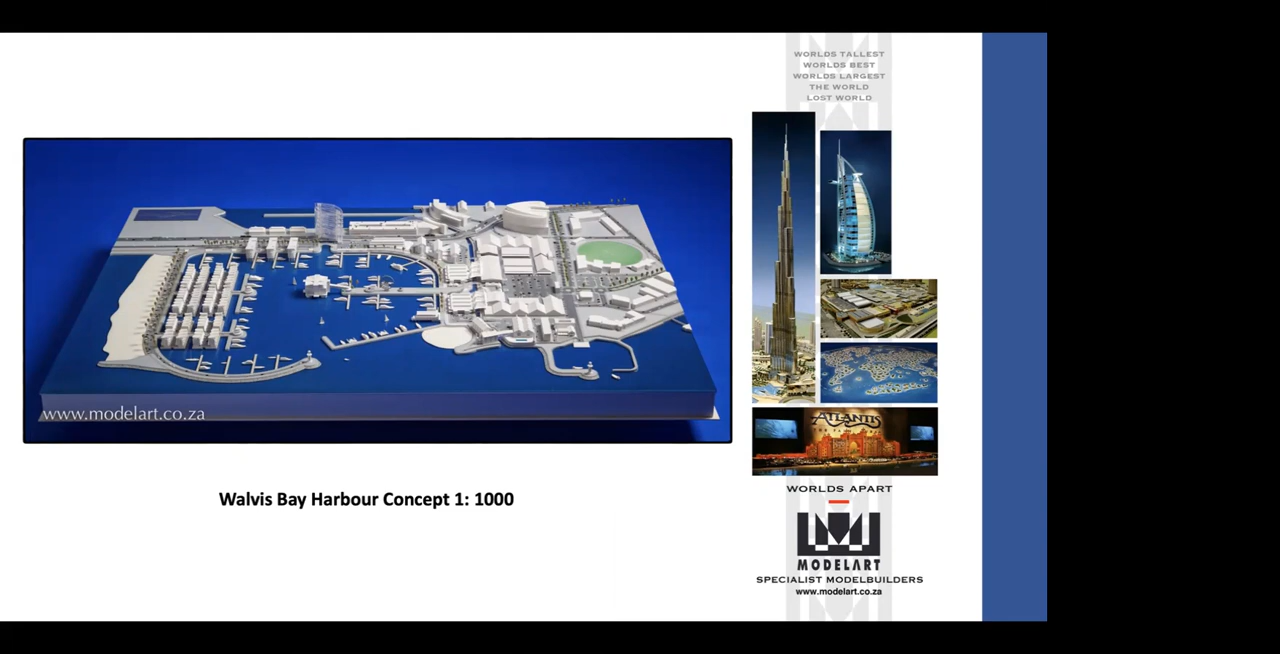 www.modelart.co.za
Walvis Bay Harbour Concept 1: 1000
WORLDS TALLEST
WORLDS BEST
WORLDS LARGEST
THE WORLD
LOST WORLD
ATLANTIS
WORLDS APART
MODELART
SPECIALIST MODELBUILDERS
www.modelart.co.za